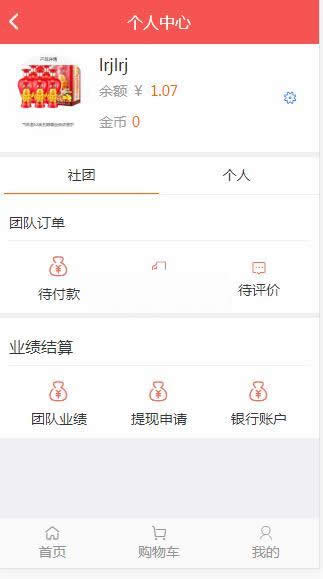 个人中心
lrjlrj
余额 ¥ 1.07
金币 0
社团
个人
团队订单
待付款
待评价
业绩结算
团队业绩
提现申请
银行账户
首页
购物车
我的